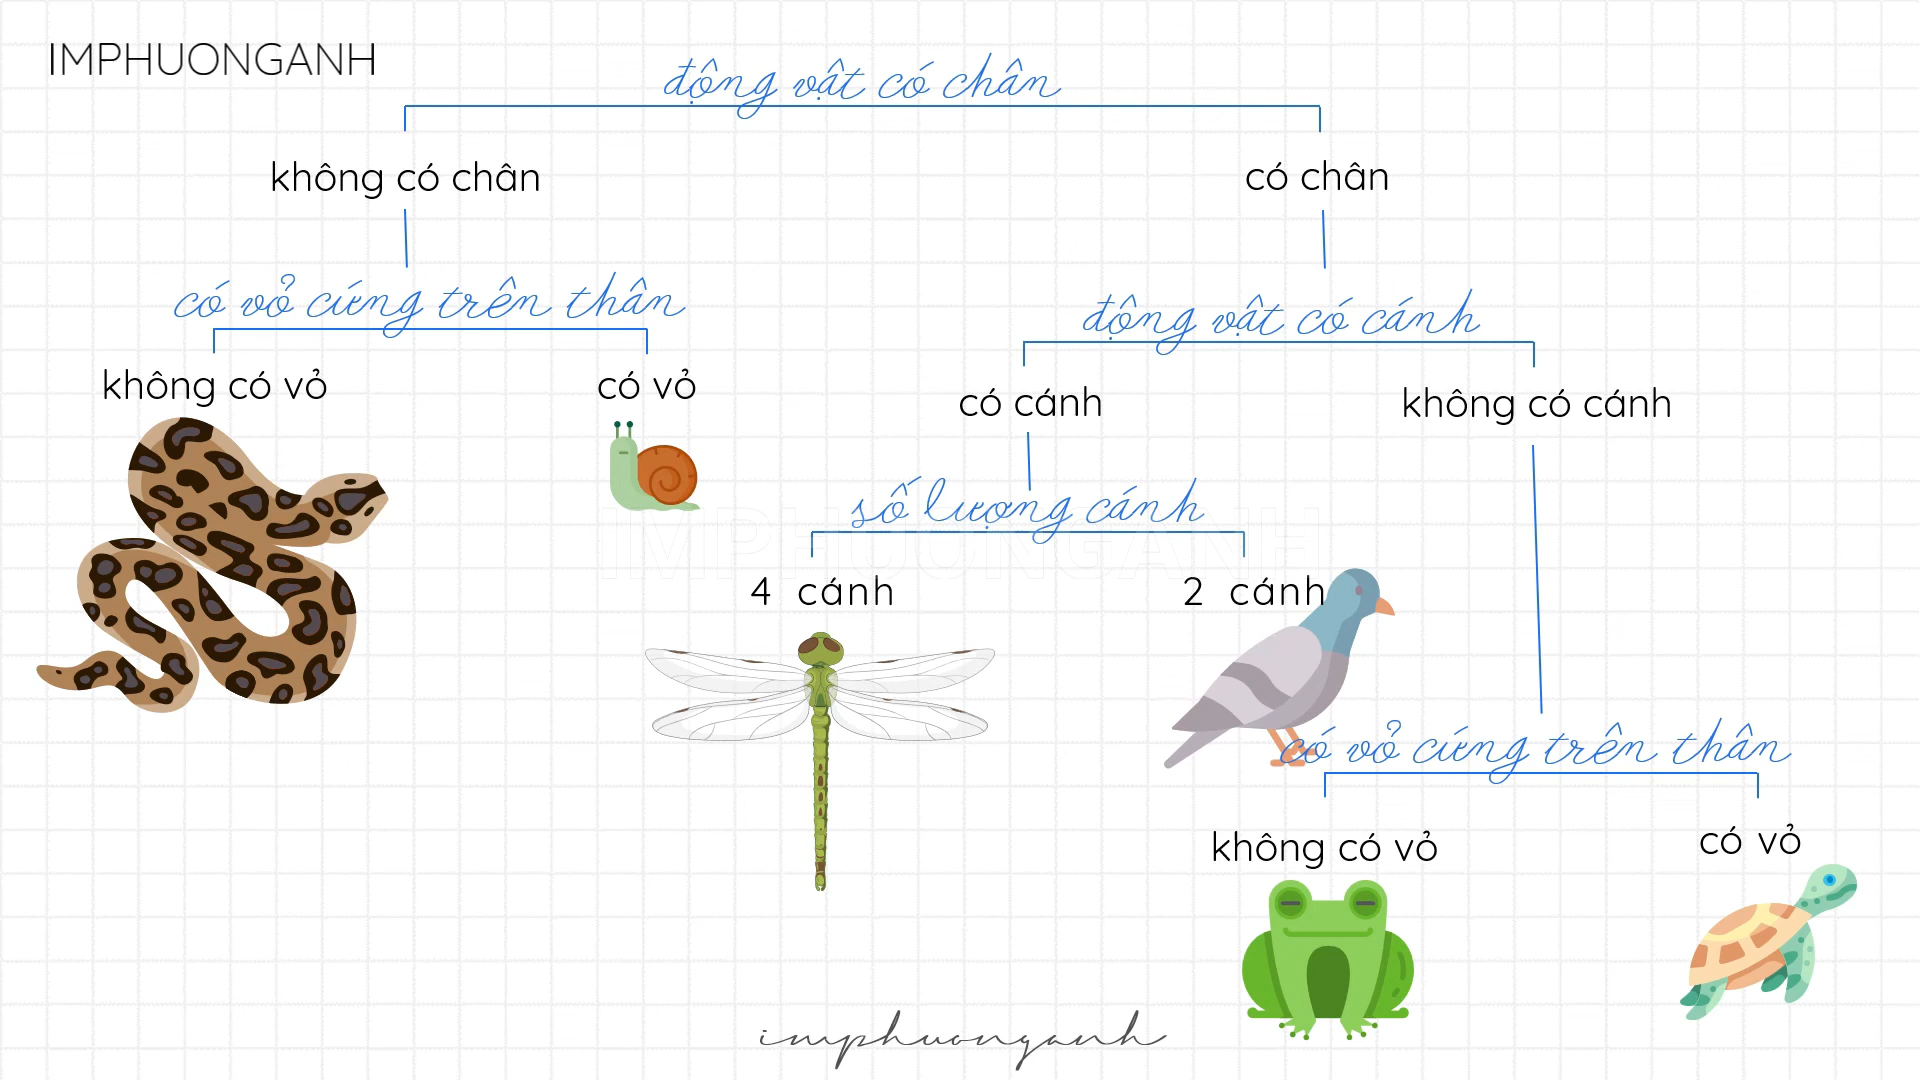 IMPHUONGANH
động vật có chân
không có chân
có chân
có vỏ cứng trên thân
động vật có cánh
không có vỏ
có vỏ
có cánh
không có cánh
số lượng cánh
IMPHUONGANH
4 cánh
2 cánh
có vỏ cứng trên thân
không có vỏ
có vỏ
imphuonganh